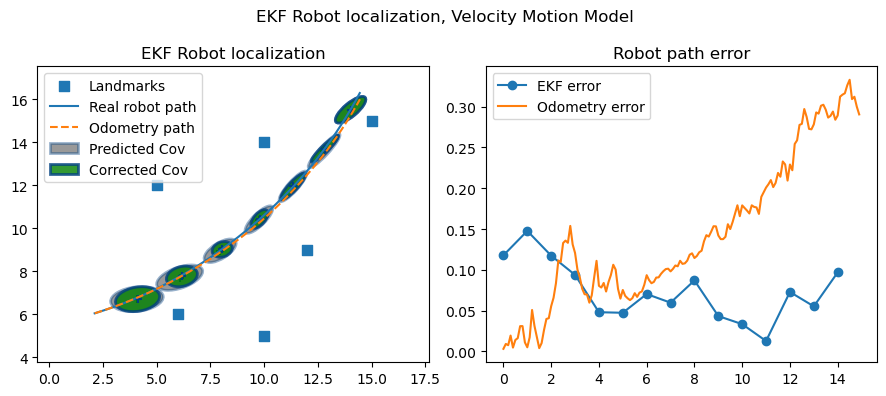 EKF Robot localization, Velocity Motion Model
EKF Robot localization
Landmarks
Real robot path
Odometry path
Predicted Cov
Corrected Cov
16
14
12
10
8
6
4
0.0 2.5 5.0 7.5 10.0 12.5 15.0 17.5
Robot path error
EKF error
Odometry error
0.30
0.25
0.20
0.15
0.10
0.05
0.00
0 2 4 6 8 10 12 14